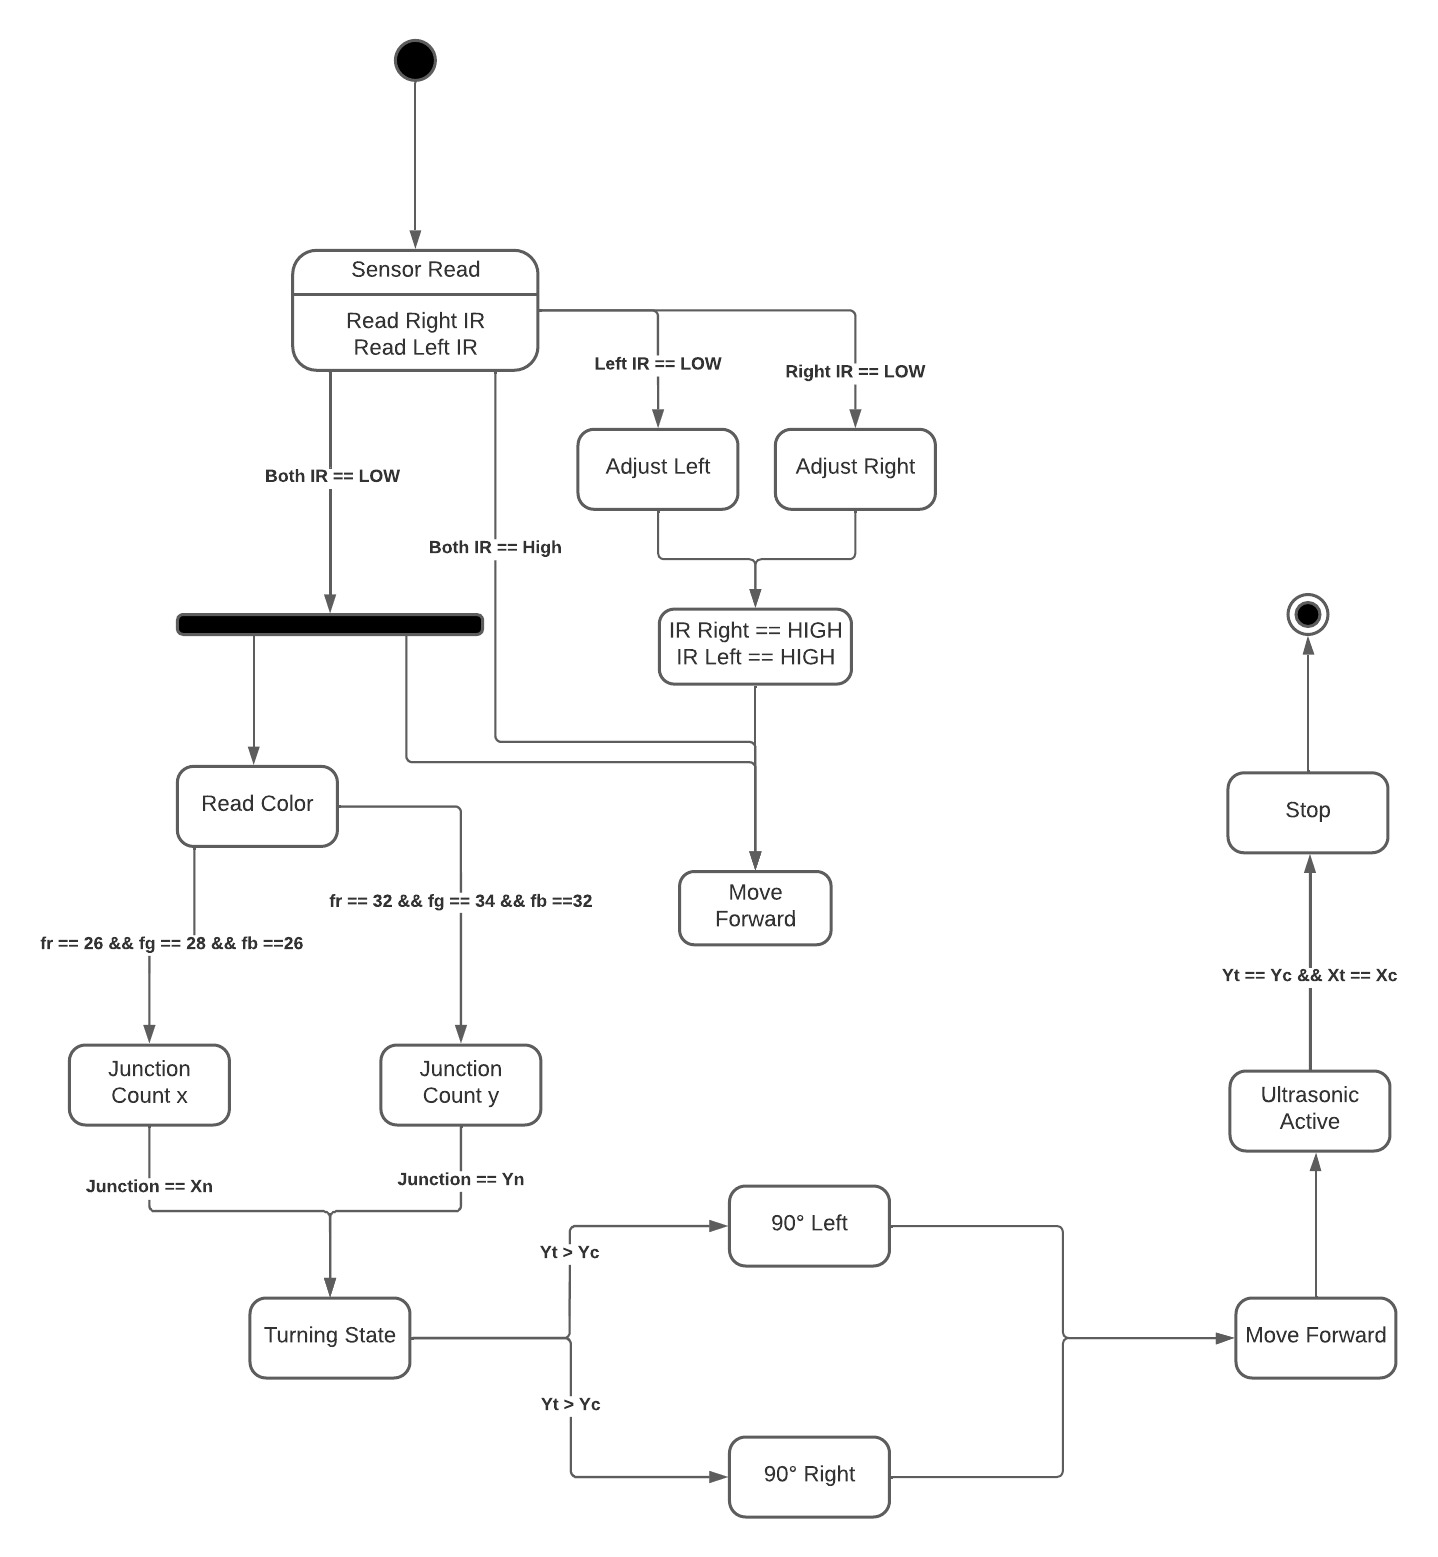 Sensor Read
Read Right IR
Read Left IR
Left IR == LOW
Right IR == LOW
Adjust Left
Adjust Right
Both IR == LOW
Both IR == High
IR Right == HIGH
IR Left == HIGH
Read Color
Stop
Move
Forward
fr == 32 && fg == 34 && fb ==32
fr == 26 && fg == 28 && fb ==26
Yt == Yc && Xt == Xc
Junction
Count x
Junction
Count y
Ultrasonic
Active
Junction == Xn
Junction == Yn
90° Left
Yt > Yc
Turning State
Move Forward
Yt > Yc
90° Right